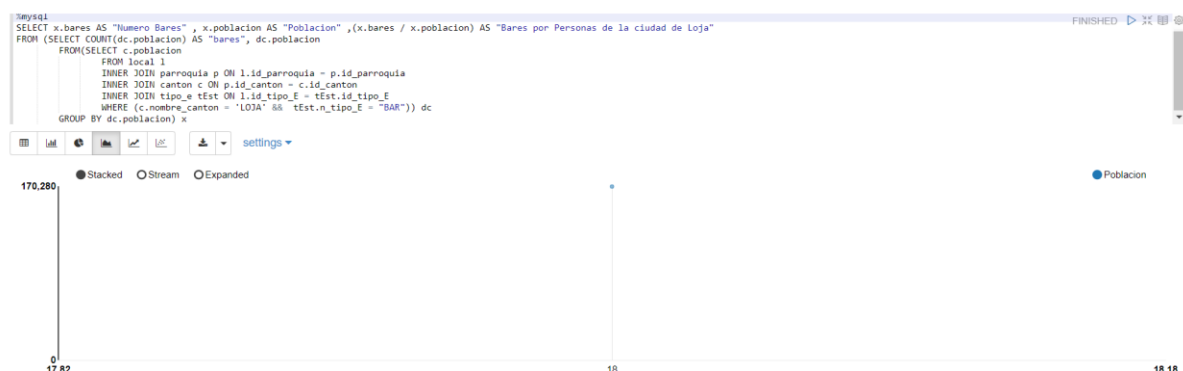 %mysql
FINISHED
SELECT x.bares AS "Numero Bares" , x.poblacion AS "Poblacion" ,(x.bares / x.poblacion) AS "Bares por Personas de la ciudad de Loja"
FROM (SELECT COUNT(dc.poblacion) AS "bares", dc.poblacion
FROM(SELECT c.poblacion
FROM local l
INNER JOIN parroquia p ON l.id_parroquia = p.id_parroquia
INNER JOIN canton c ON p.id_canton = c.id_canton
INNER JOIN tipo_e tEst ON l.id_tipo_E = tEst.id_tipo_E
WHERE (c.nombre_canton = 'LOJA' && tEst.n_tipo_E = "BAR")) dc
GROUP BY dc.poblacion) x
settings
Stacked Stream Expanded Poblacion
170,280
0
17.82 18 18.18